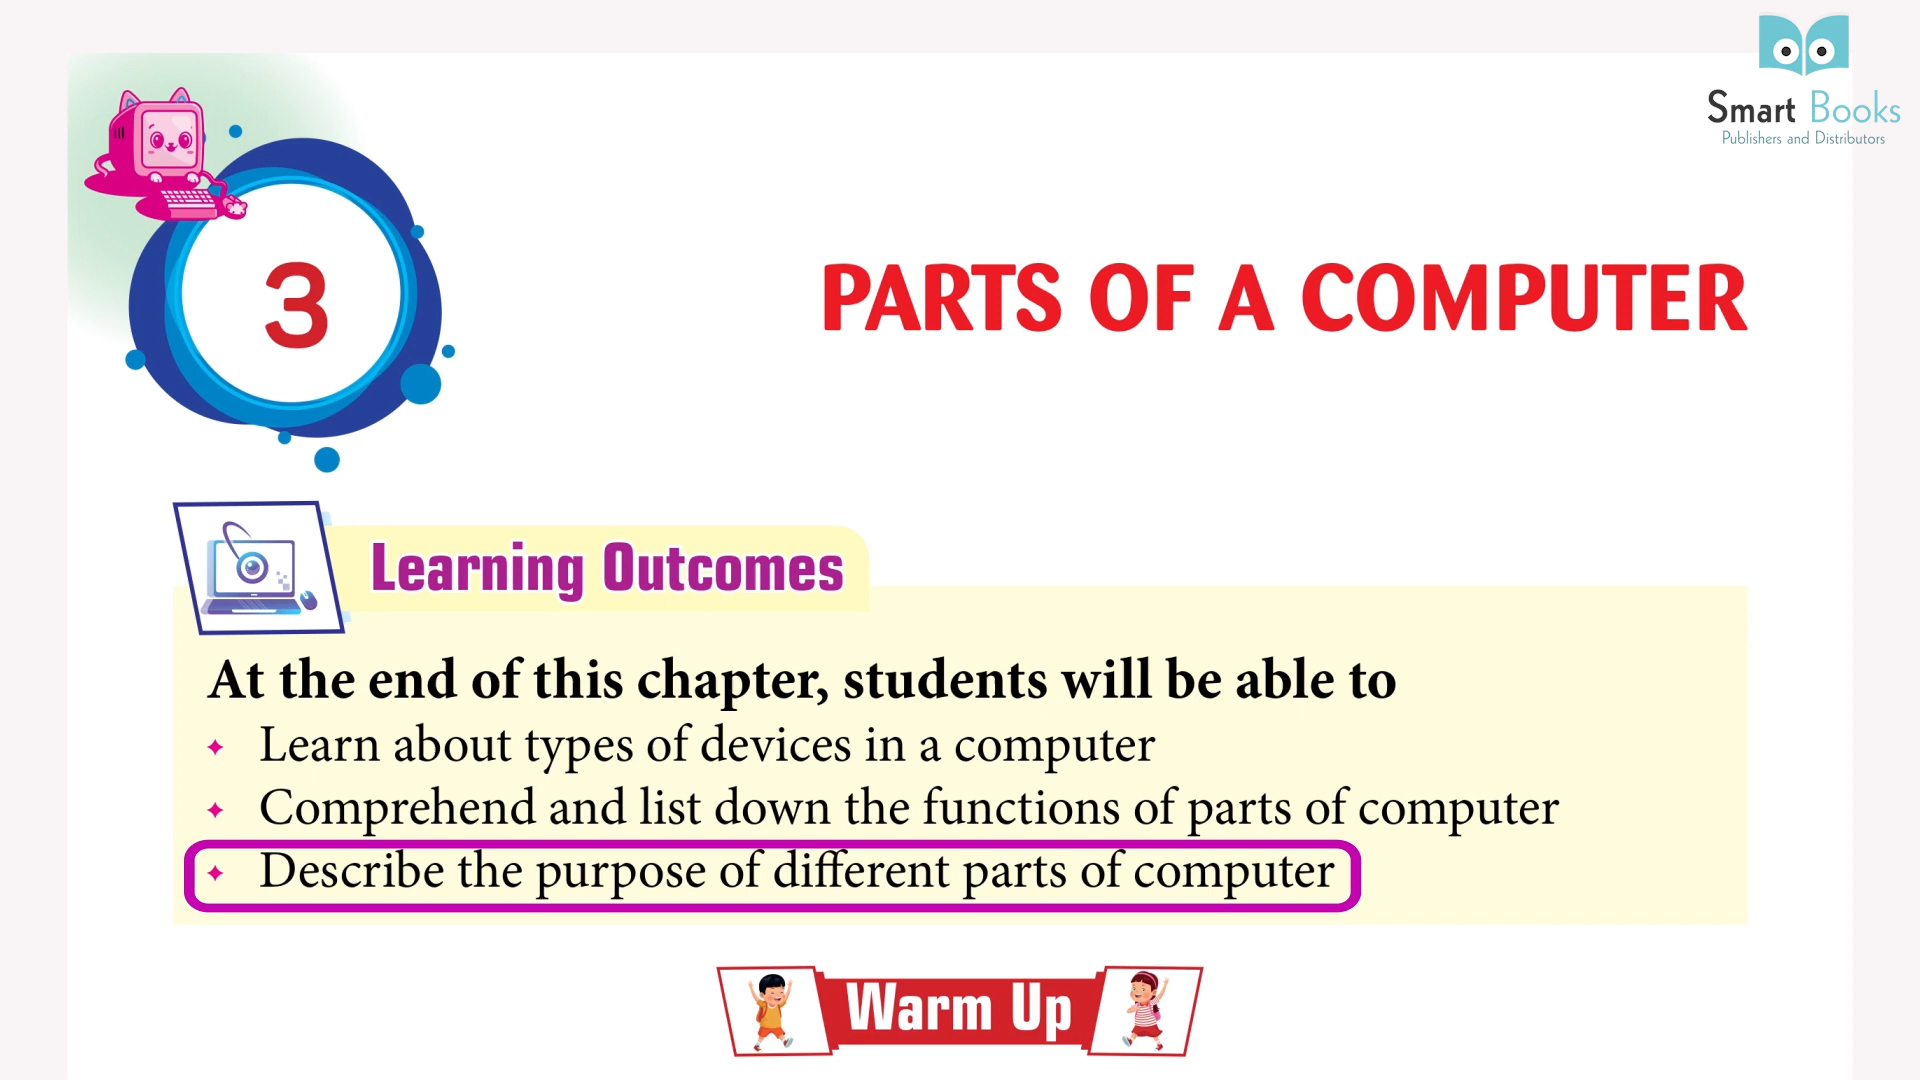 Smart Books
Publishers and Distributors
3
PARTS OF A COMPUTER
Learning Outcomes
At the end of this chapter, students will be able to
✦ Learn about types of devices in a computer
✦ Comprehend and list down the functions of parts of computer
✦ Describe the purpose of different parts of computer
Warm Up